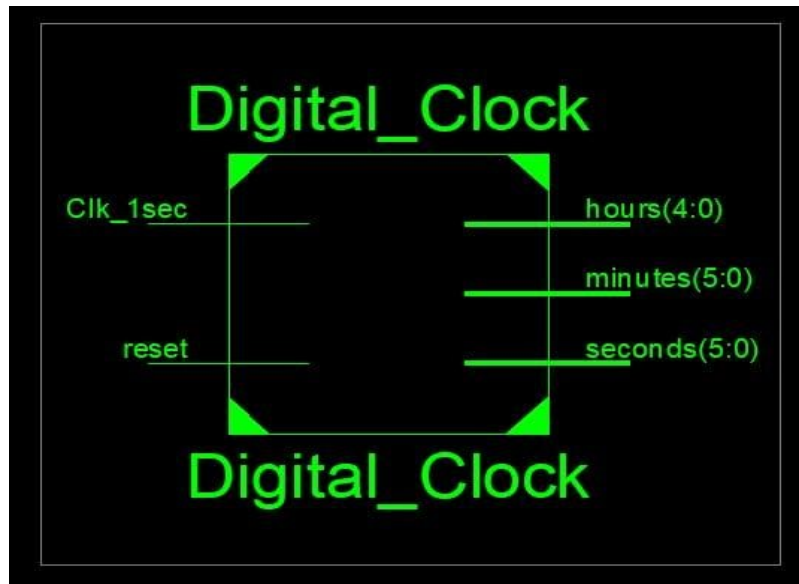 Digital_Clock
Clk_1sec
hours(4:0)
minutes(5:0)
reset
seconds(5:0)
Digital_Clock